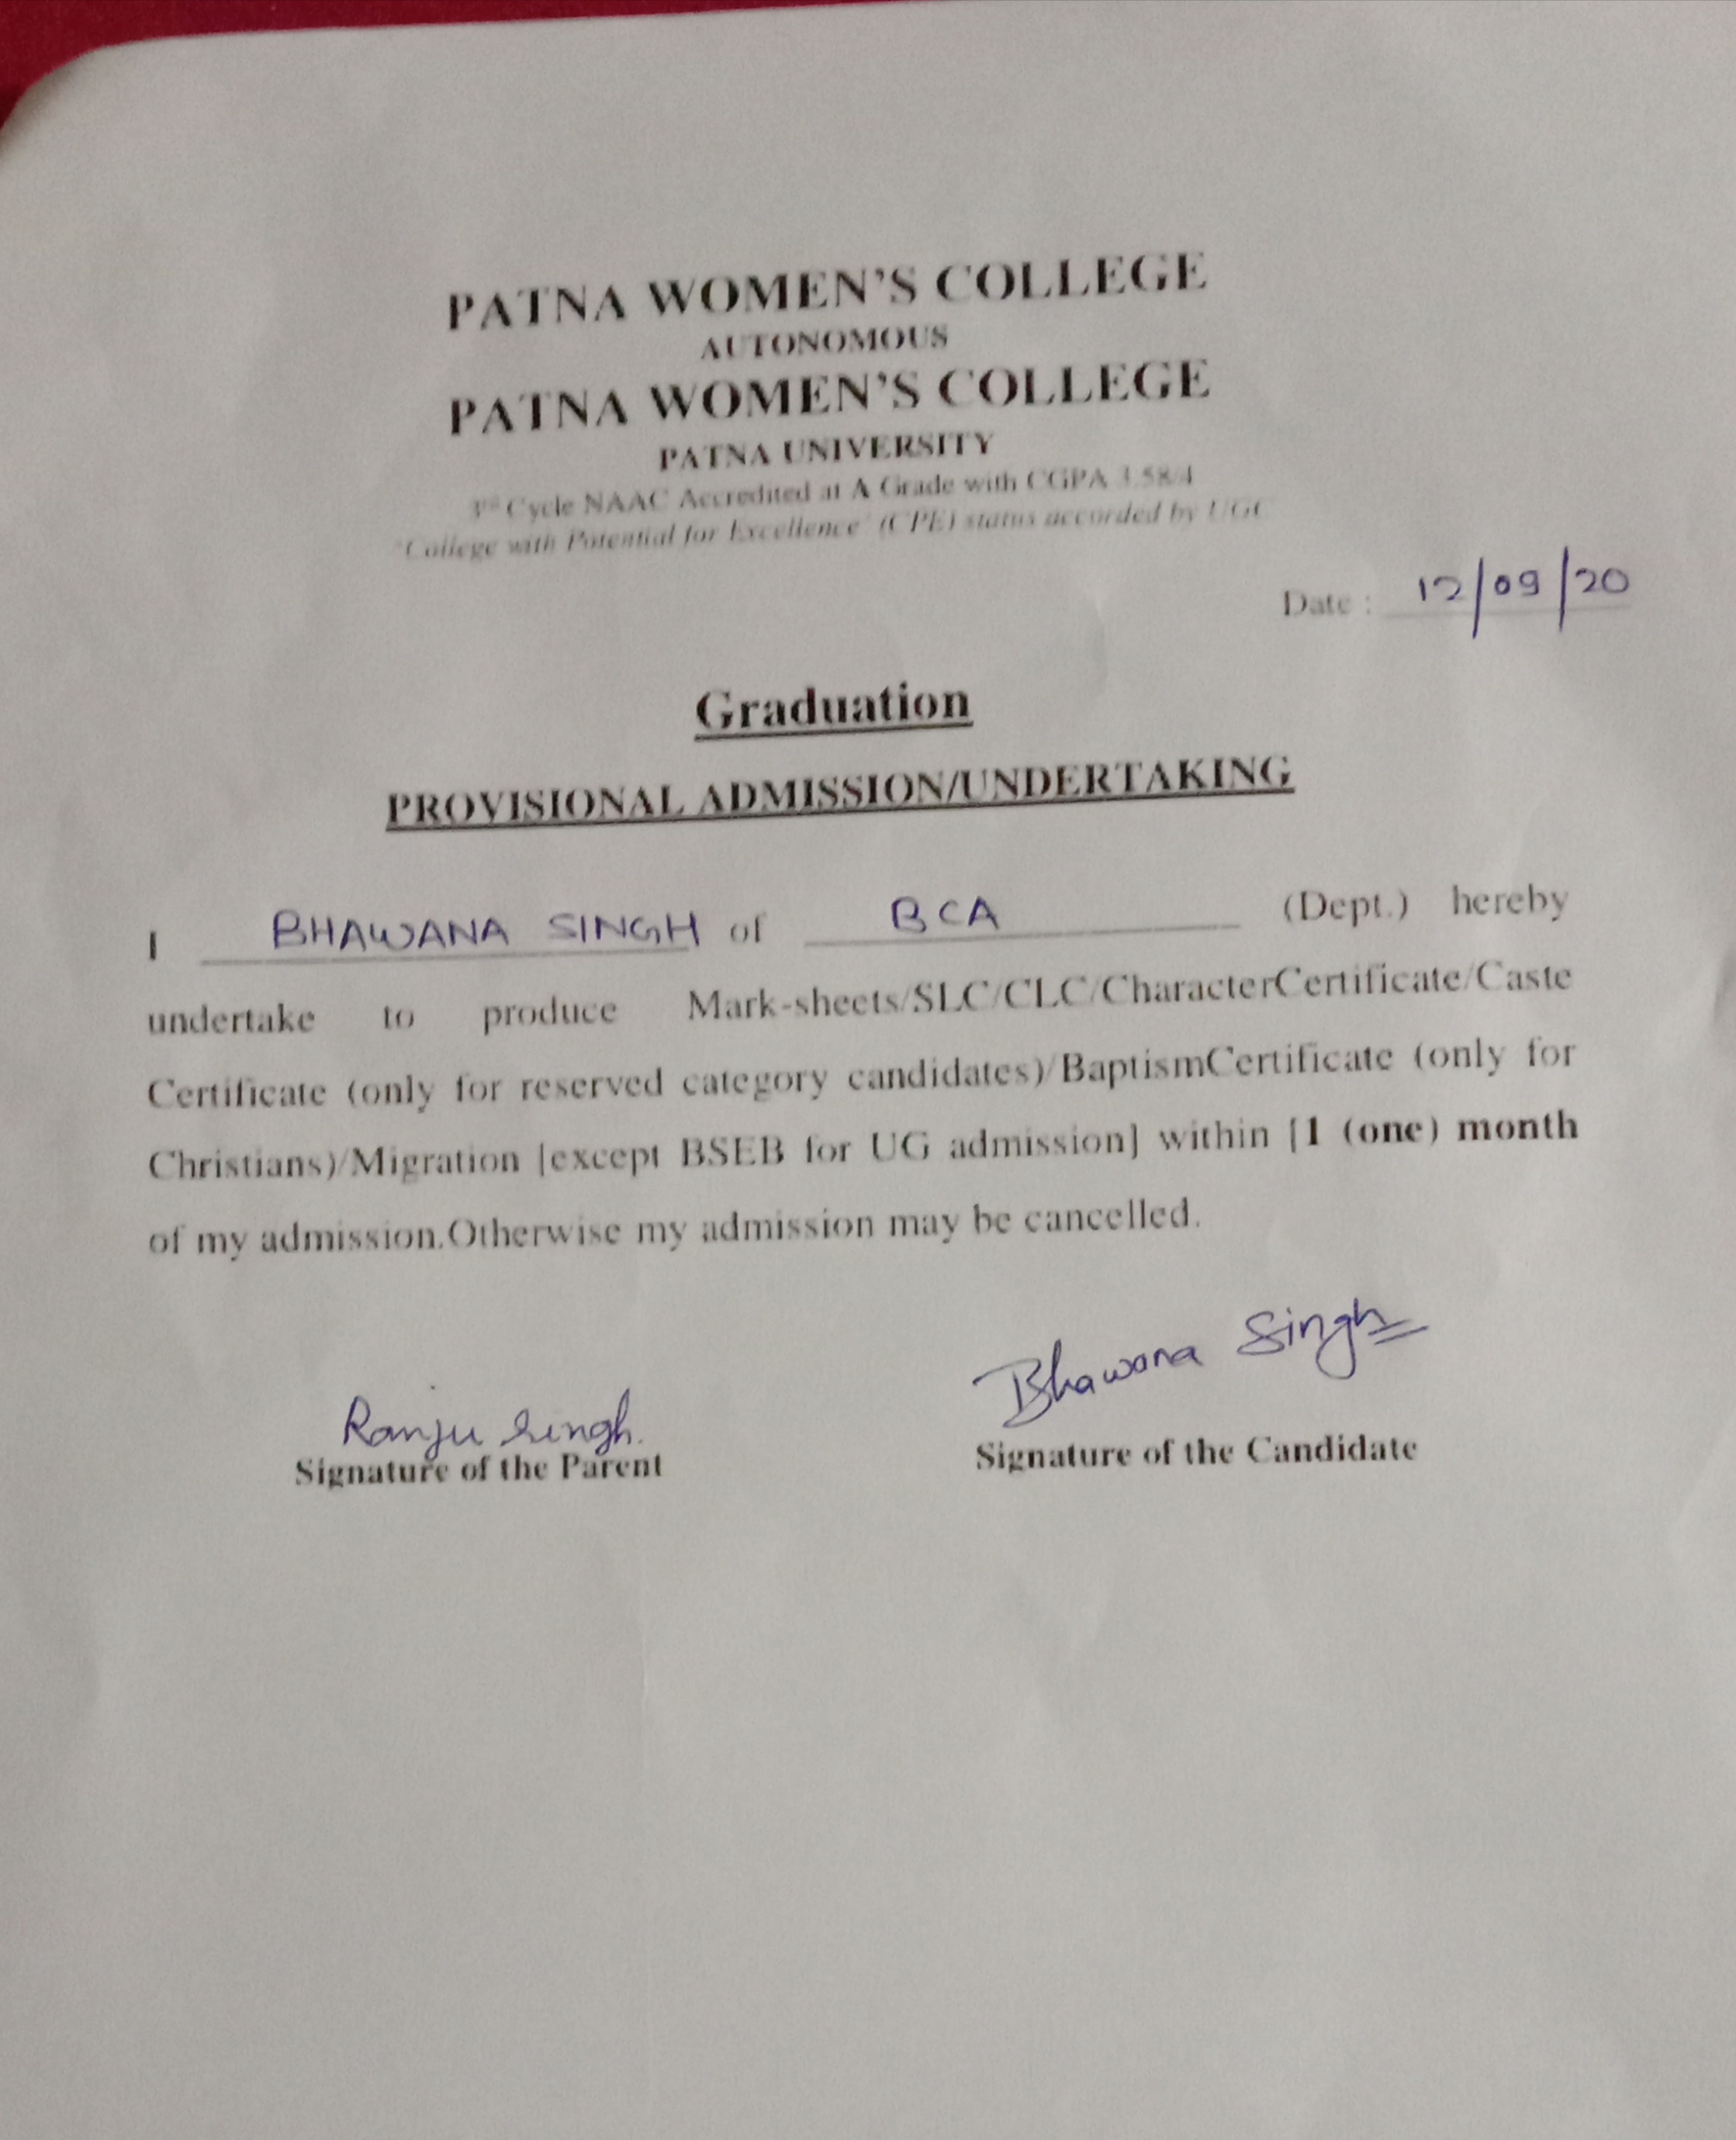 PATNA WOMEN'S COLLEGE
AUTONOMOUS
PATNA WOMEN'S COLLEGE
PATNA UNIVERSITY
3rd Cycle NAAC Accredited at A Grade with CGPA 3.58/4
'College with Potential for Excellence' (CPE) status accorded by UGC
Date : 12/09/20
Graduation
PROVISIONAL ADMISSION/UNDERTAKING
I BHAWANA SINGH of BCA (Dept.) hereby
undertake to produce Mark-sheets/SLC/CLC/CharacterCertificate/Caste
Certificate (only for reserved category candidates)/BaptismCertificate (only for
Christians)/Migration [except BSEB for UG admission] within [1 (one) month
of my admission.Otherwise my admission may be cancelled.
Ranju Singh. Bhawana Singh
Signature of the Parent Signature of the Candidate